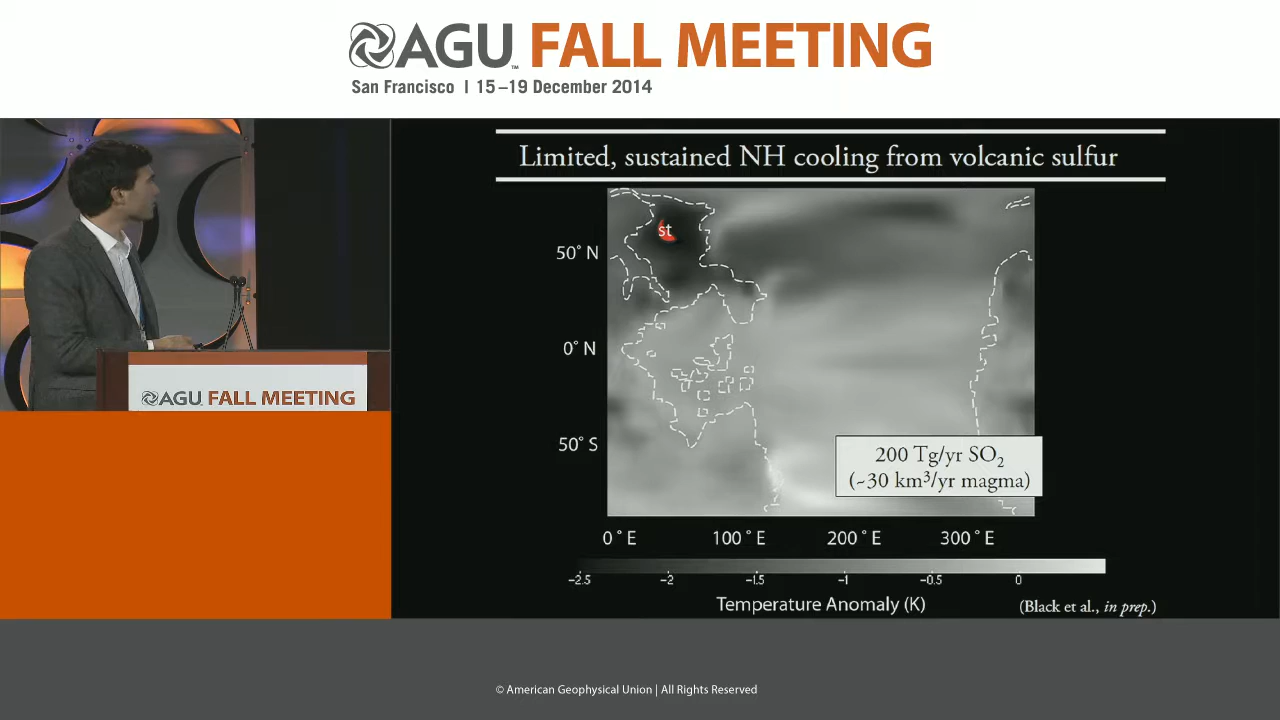 AGU™ FALL MEETING
San Francisco | 15–19 December 2014
AGU FALL MEETING
Limited, sustained NH cooling from volcanic sulfur
st
50° N
0° N
50° S
200 Tg/yr SO₂
(~30 km³/yr magma)
0° E 100° E 200° E 300° E
−2.5 −2 −1.5 −1 −0.5 0
Temperature Anomaly (K)
(Black et al., in prep.)
© American Geophysical Union | All Rights Reserved